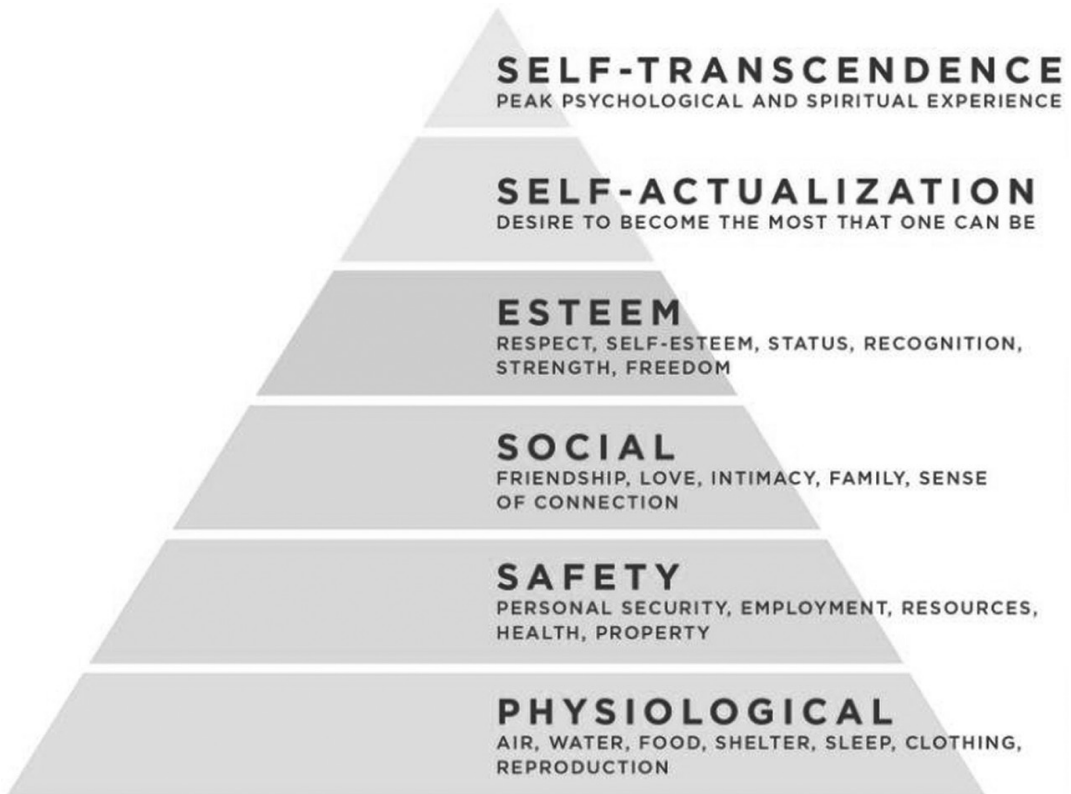 SELF-TRANSCENDENCE
PEAK PSYCHOLOGICAL AND SPIRITUAL EXPERIENCE
SELF-ACTUALIZATION
DESIRE TO BECOME THE MOST THAT ONE CAN BE
ESTEEM
RESPECT, SELF-ESTEEM, STATUS, RECOGNITION,
STRENGTH, FREEDOM
SOCIAL
FRIENDSHIP, LOVE, INTIMACY, FAMILY, SENSE
OF CONNECTION
SAFETY
PERSONAL SECURITY, EMPLOYMENT, RESOURCES,
HEALTH, PROPERTY
PHYSIOLOGICAL
AIR, WATER, FOOD, SHELTER, SLEEP, CLOTHING,
REPRODUCTION